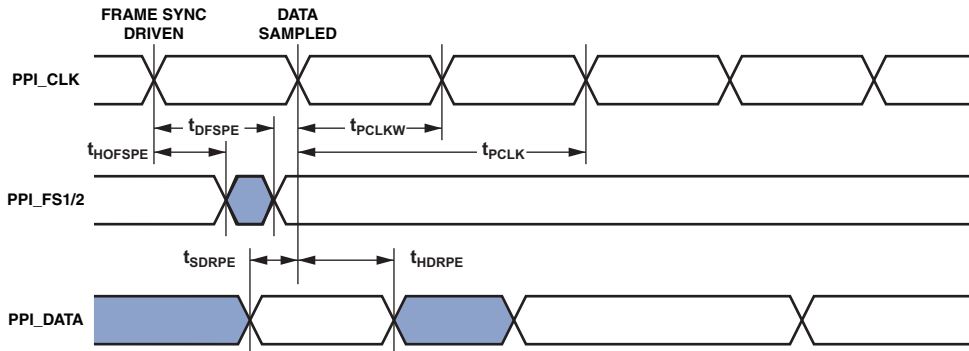 FRAME SYNC
DRIVEN
DATA
SAMPLED
PPI_CLK
tDFSPE
tPCLKW
tHOFSPE
tPCLK
PPI_FS1/2
tSDRPE
tHDRPE
PPI_DATA